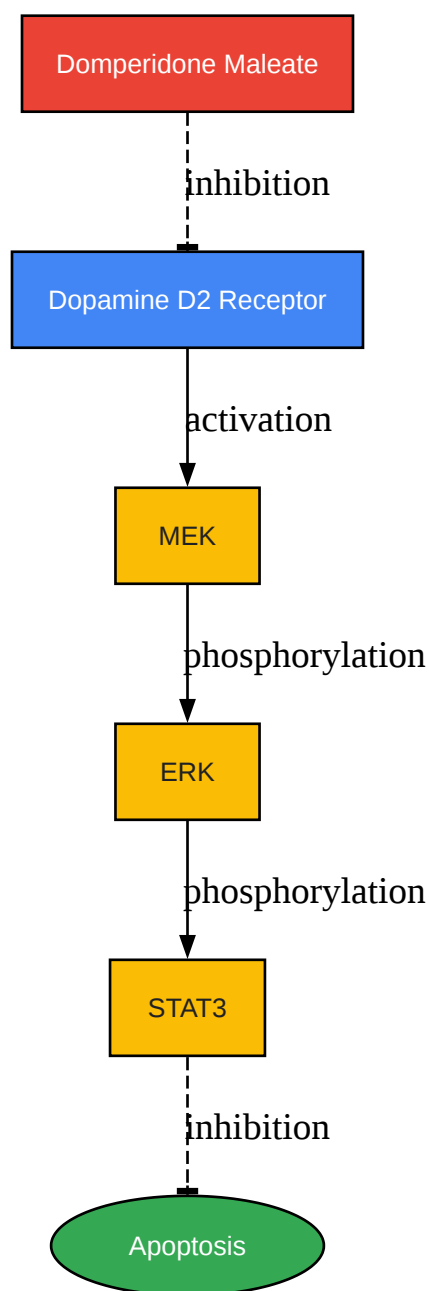 Domperidone Maleate
inhibition
Dopamine D2 Receptor
activation
MEK
phosphorylation
ERK
phosphorylation
STAT3
inhibition
Apoptosis